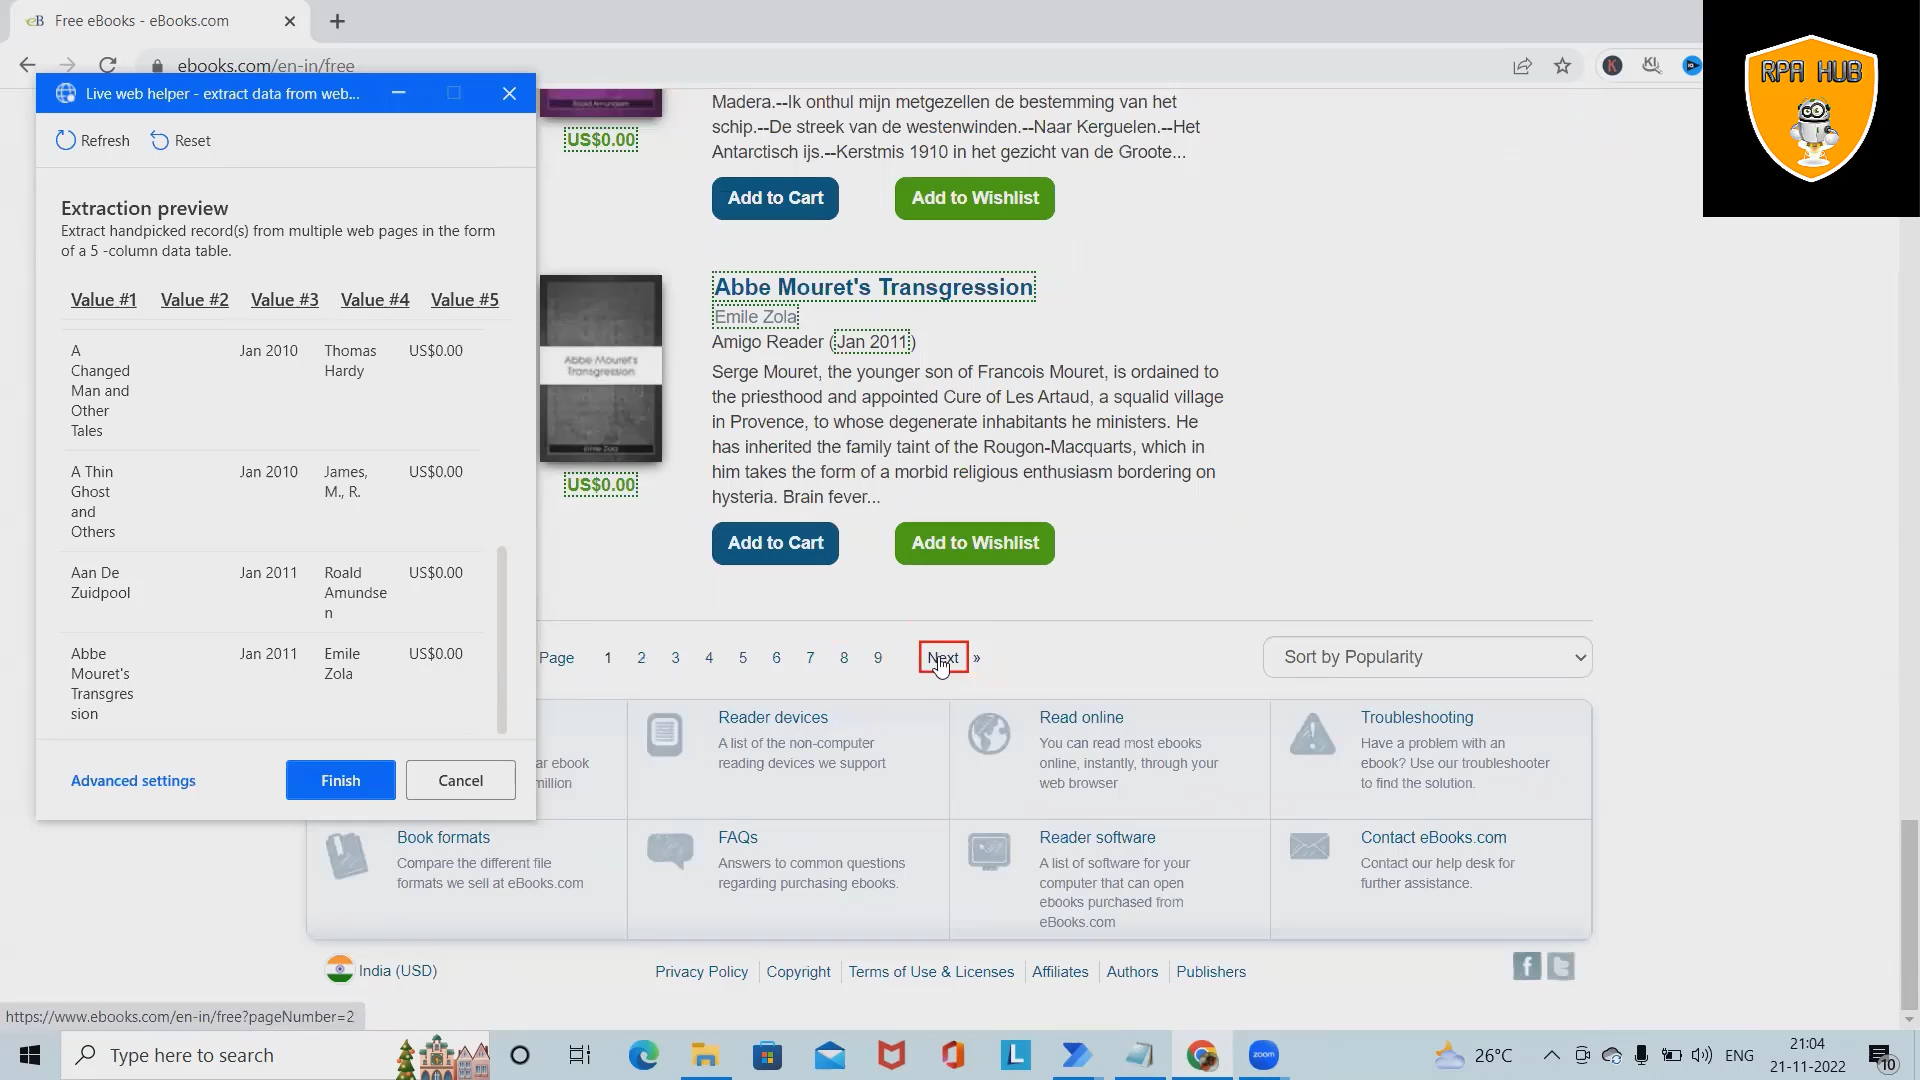 Free eBooks - eBooks.com
ebooks.com/en-in/free
RPA HUB
Live web helper - extract data from web...
Refresh
Reset
Extraction preview
Extract handpicked record(s) from multiple web pages in the form
of a 5 -column data table.
Value #1 Value #2 Value #3 Value #4 Value #5
A Changed Man and Other Tales Jan 2010 Thomas Hardy US$0.00
A Thin Ghost and Others Jan 2010 James, M., R. US$0.00
Aan De Zuidpool Jan 2011 Roald Amundsen US$0.00
Abbe Mouret's Transgression Jan 2011 Emile Zola US$0.00
Advanced settings
Finish
Cancel
US$0.00
Madera.--Ik onthul mijn metgezellen de bestemming van het
schip.--De streek van de westenwinden.--Naar Kerguelen.--Het
Antarctisch ijs.--Kerstmis 1910 in het gezicht van de Groote...
Add to Cart
Add to Wishlist
Abbe Mouret's
Transgression
Emile Zola
US$0.00
Abbe Mouret's Transgression
Emile Zola
Amigo Reader (Jan 2011)
Serge Mouret, the younger son of Francois Mouret, is ordained to
the priesthood and appointed Cure of Les Artaud, a squalid village
in Provence, to whose degenerate inhabitants he ministers. He
has inherited the family taint of the Rougon-Macquarts, which in
him takes the form of a morbid religious enthusiasm bordering on
hysteria. Brain fever...
Add to Cart
Add to Wishlist
Page 1 2 3 4 5 6 7 8 9 Next »
Sort by Popularity
ar ebook
million
Reader devices
A list of the non-computer
reading devices we support
Read online
You can read most ebooks
online, instantly, through your
web browser
Troubleshooting
Have a problem with an
ebook? Use our troubleshooter
to find the solution.
Book formats
Compare the different file
formats we sell at eBooks.com
FAQs
Answers to common questions
regarding purchasing ebooks.
Reader software
A list of software for your
computer that can open
ebooks purchased from
eBooks.com
Contact eBooks.com
Contact our help desk for
further assistance.
India (USD)
Privacy Policy
Copyright
Terms of Use & Licenses
Affiliates
Authors
Publishers
https://www.ebooks.com/en-in/free?pageNumber=2
Type here to search
zoom
26°C
ENG
21:04
21-11-2022
10